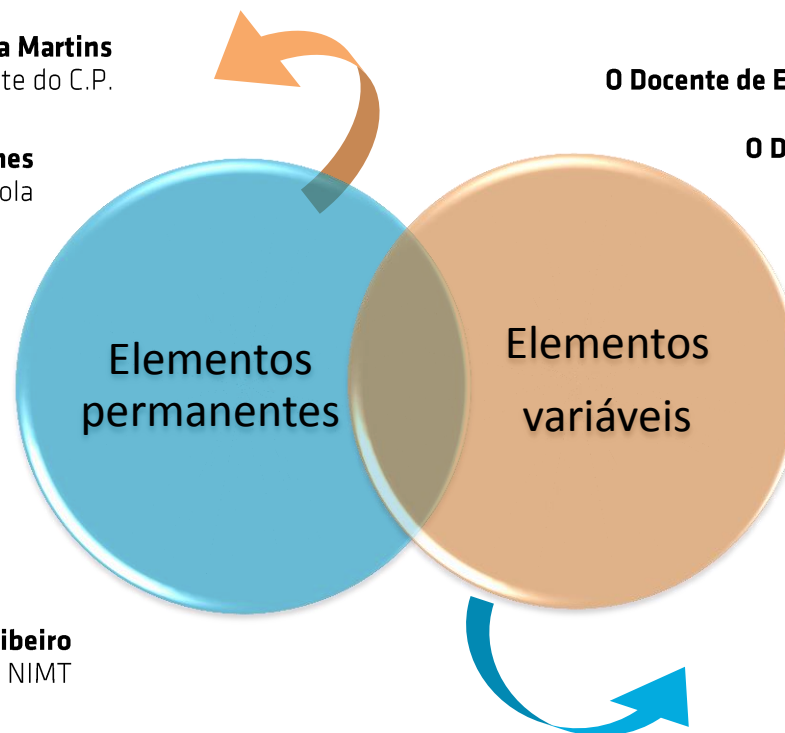 a Martins
te do C.P.
O Docente de E
O D
nes
ola
Elementos
permanentes
Elementos
variáveis
ibeiro
NIMT